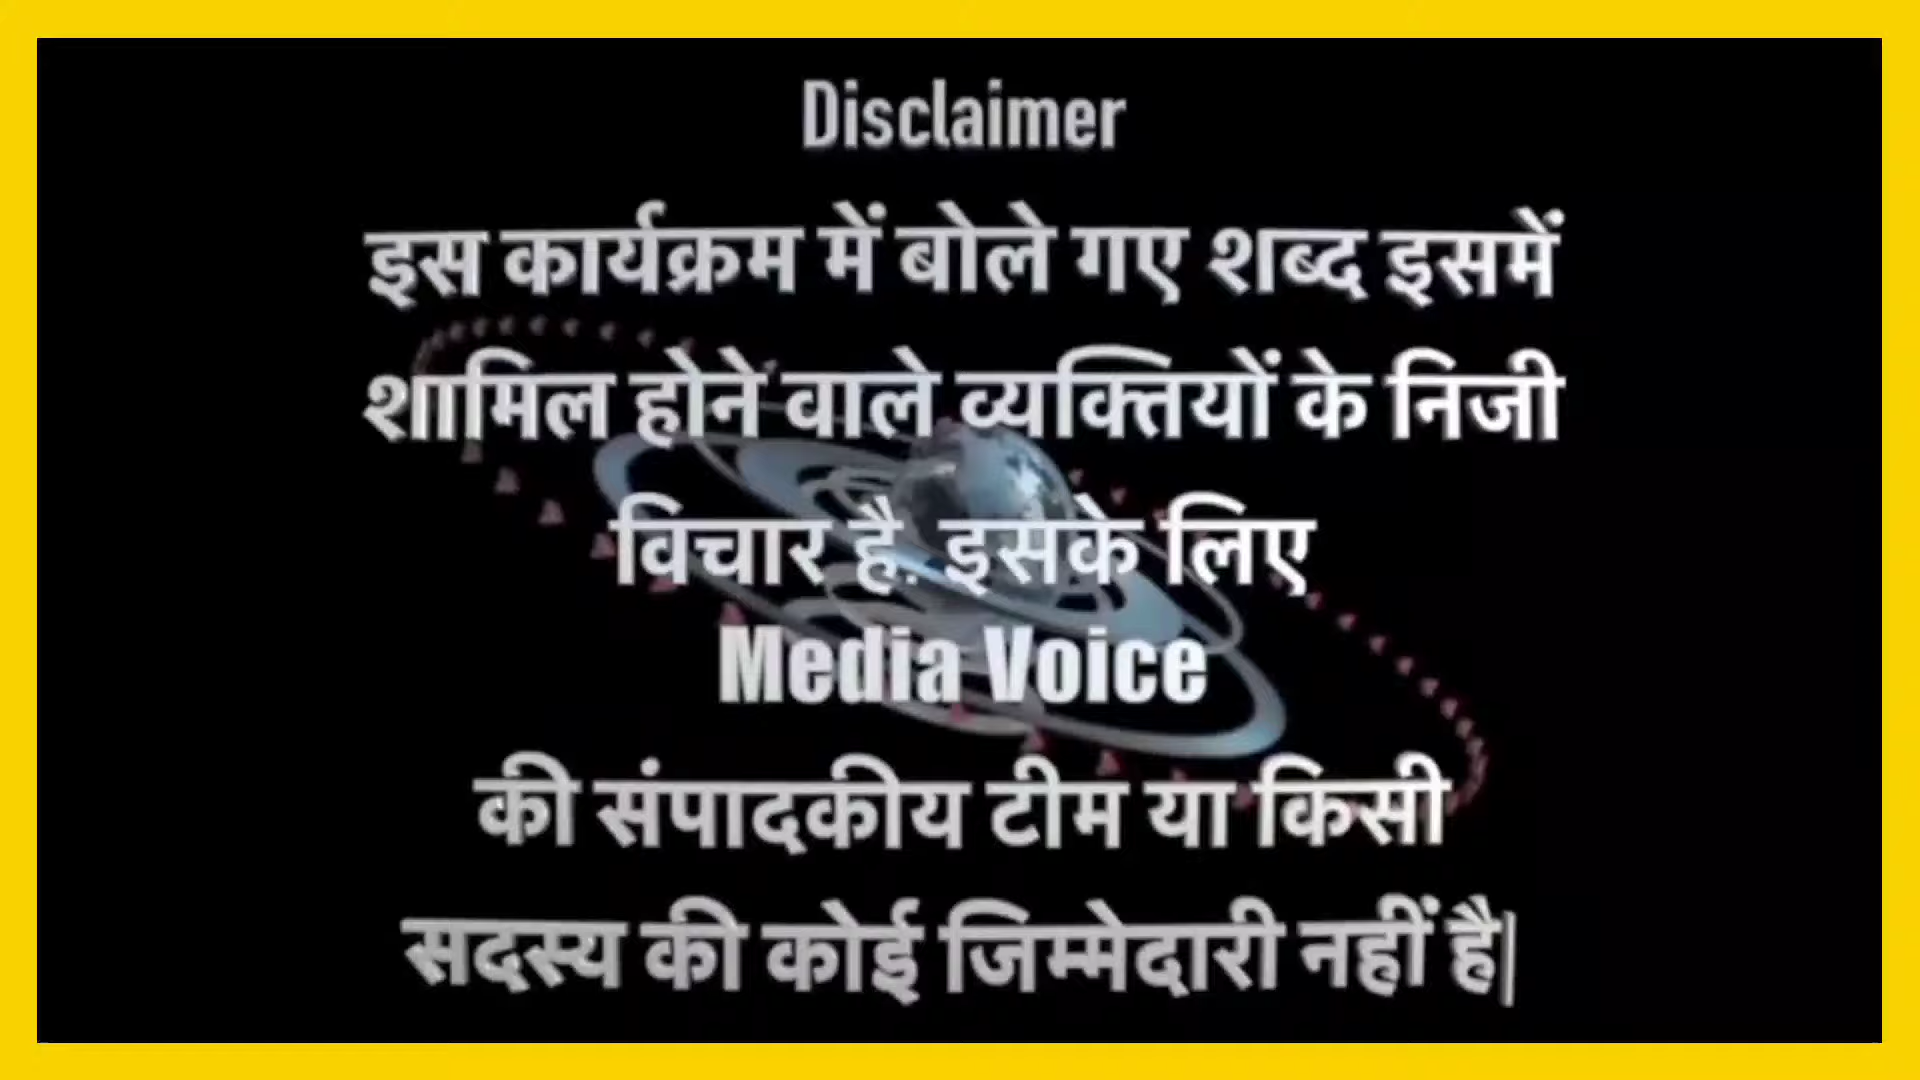 Disclaimer
इस कार्यक्रम में बोले गए शब्द इसमें
शामिल होने वाले व्यक्तियों के निजी
विचार है. इसके लिए
Media Voice
की संपादकीय टीम या किसी
सदस्य की कोई जिम्मेदारी नहीं है|